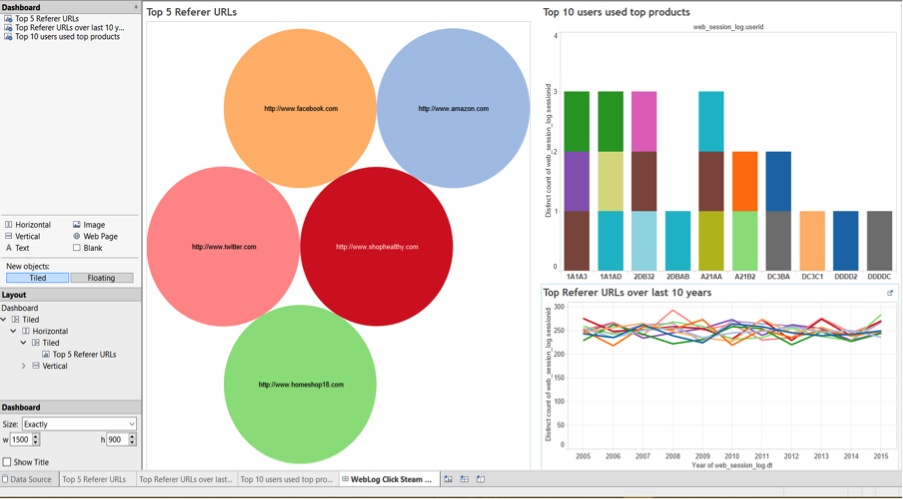 Dashboard
Top 5 Referer URLs
Top Referer URLs over last 10 y...
Top 10 users used top products
Horizontal
Image
Vertical
Web Page
Text
Blank
New objects:
Tiled
Floating
Layout
Dashboard
Tiled
Horizontal
Tiled
Top 5 Referer URLs
Vertical
Dashboard
Size: Exactly
w 1500
h 900
Show Title
Top 5 Referer URLs
http://www.facebook.com
http://www.amazon.com
http://www.twitter.com
http://www.shophealthy.com
http://www.homeshop18.com
Top 10 users used top products
web_session_log.userid
Distinct count of web_session_log.sessionid
4
3
2
1
0
1A1A3
1A1AD
2DB32
2DBAB
A21AA
A21B2
DC3BA
DC3C1
DDDD2
DDDDC
Top Referer URLs over last 10 years
Distinct count of web_session_log.sessionid
300
250
200
150
100
50
0
2005
2006
2007
2008
2009
2010
2011
2012
2013
2014
2015
Year of web_session_log.dt
Data Source
Top 5 Referer URLs
Top Referer URLs over last...
Top 10 users used top pro...
WebLog Click Steam ...